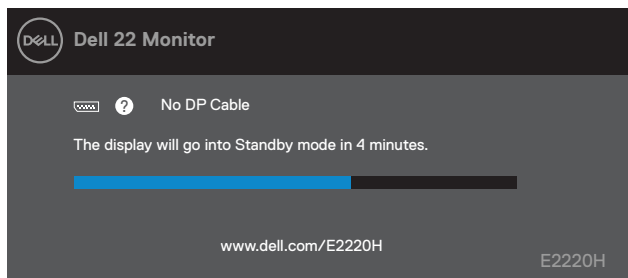 DELL Dell 22 Monitor
? No DP Cable
The display will go into Standby mode in 4 minutes.
www.dell.com/E2220H
E2220H